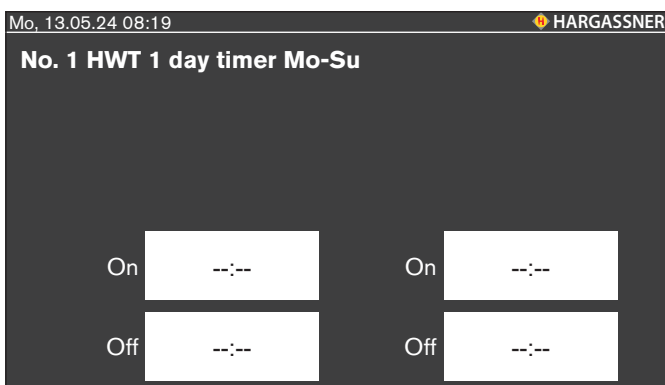 Mo, 13.05.24 08:19 HARGASSNER
No. 1 HWT 1 day timer Mo-Su
On --:-- On --:--
Off --:-- Off --:--